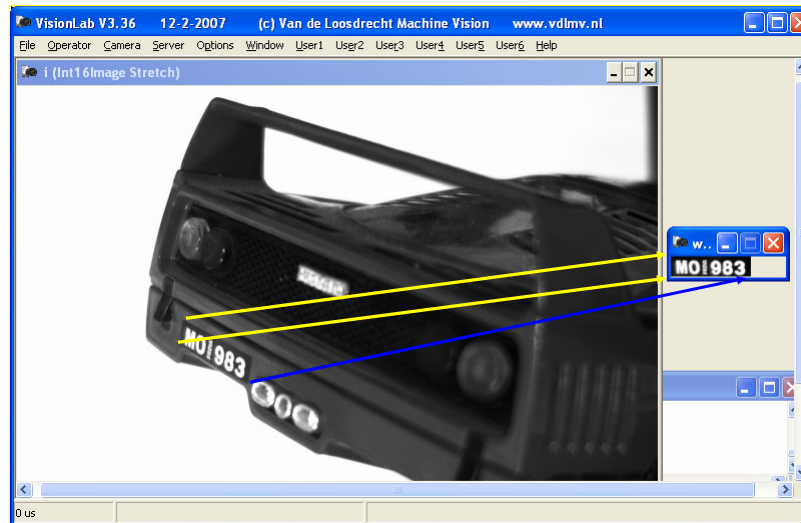 VisionLab V3.36 12-2-2007 (c) Van de Loosdrecht Machine Vision www.vdlmv.nl
File Operator Camera Server Options Window User1 User2 User3 User4 User5 User6 Help
i (Int16Image Stretch)
w..
MO 983
MO 983
0 us